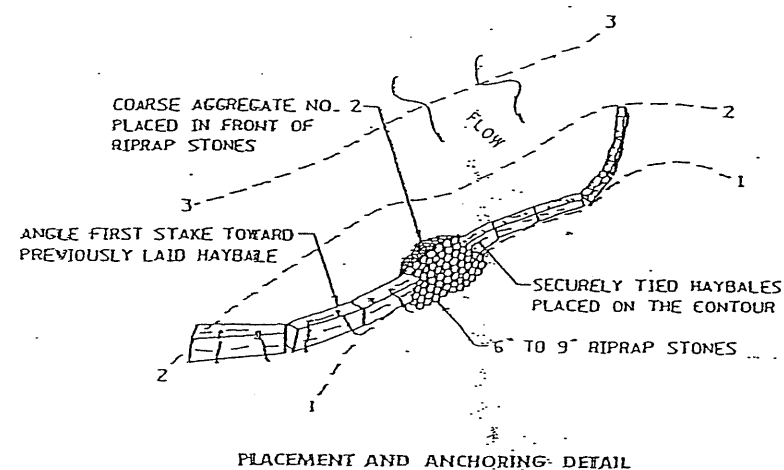 3
COARSE AGGREGATE NO. 2
PLACED IN FRONT OF
RIPRAP STONES
FLOW
2
3
1
ANGLE FIRST STAKE TOWARD
PREVIOUSLY LAID HAYBALE
SECURELY TIED HAYBALES
PLACED ON THE CONTOUR
6" TO 9" RIPRAP STONES
2
1
PLACEMENT AND ANCHORING DETAIL